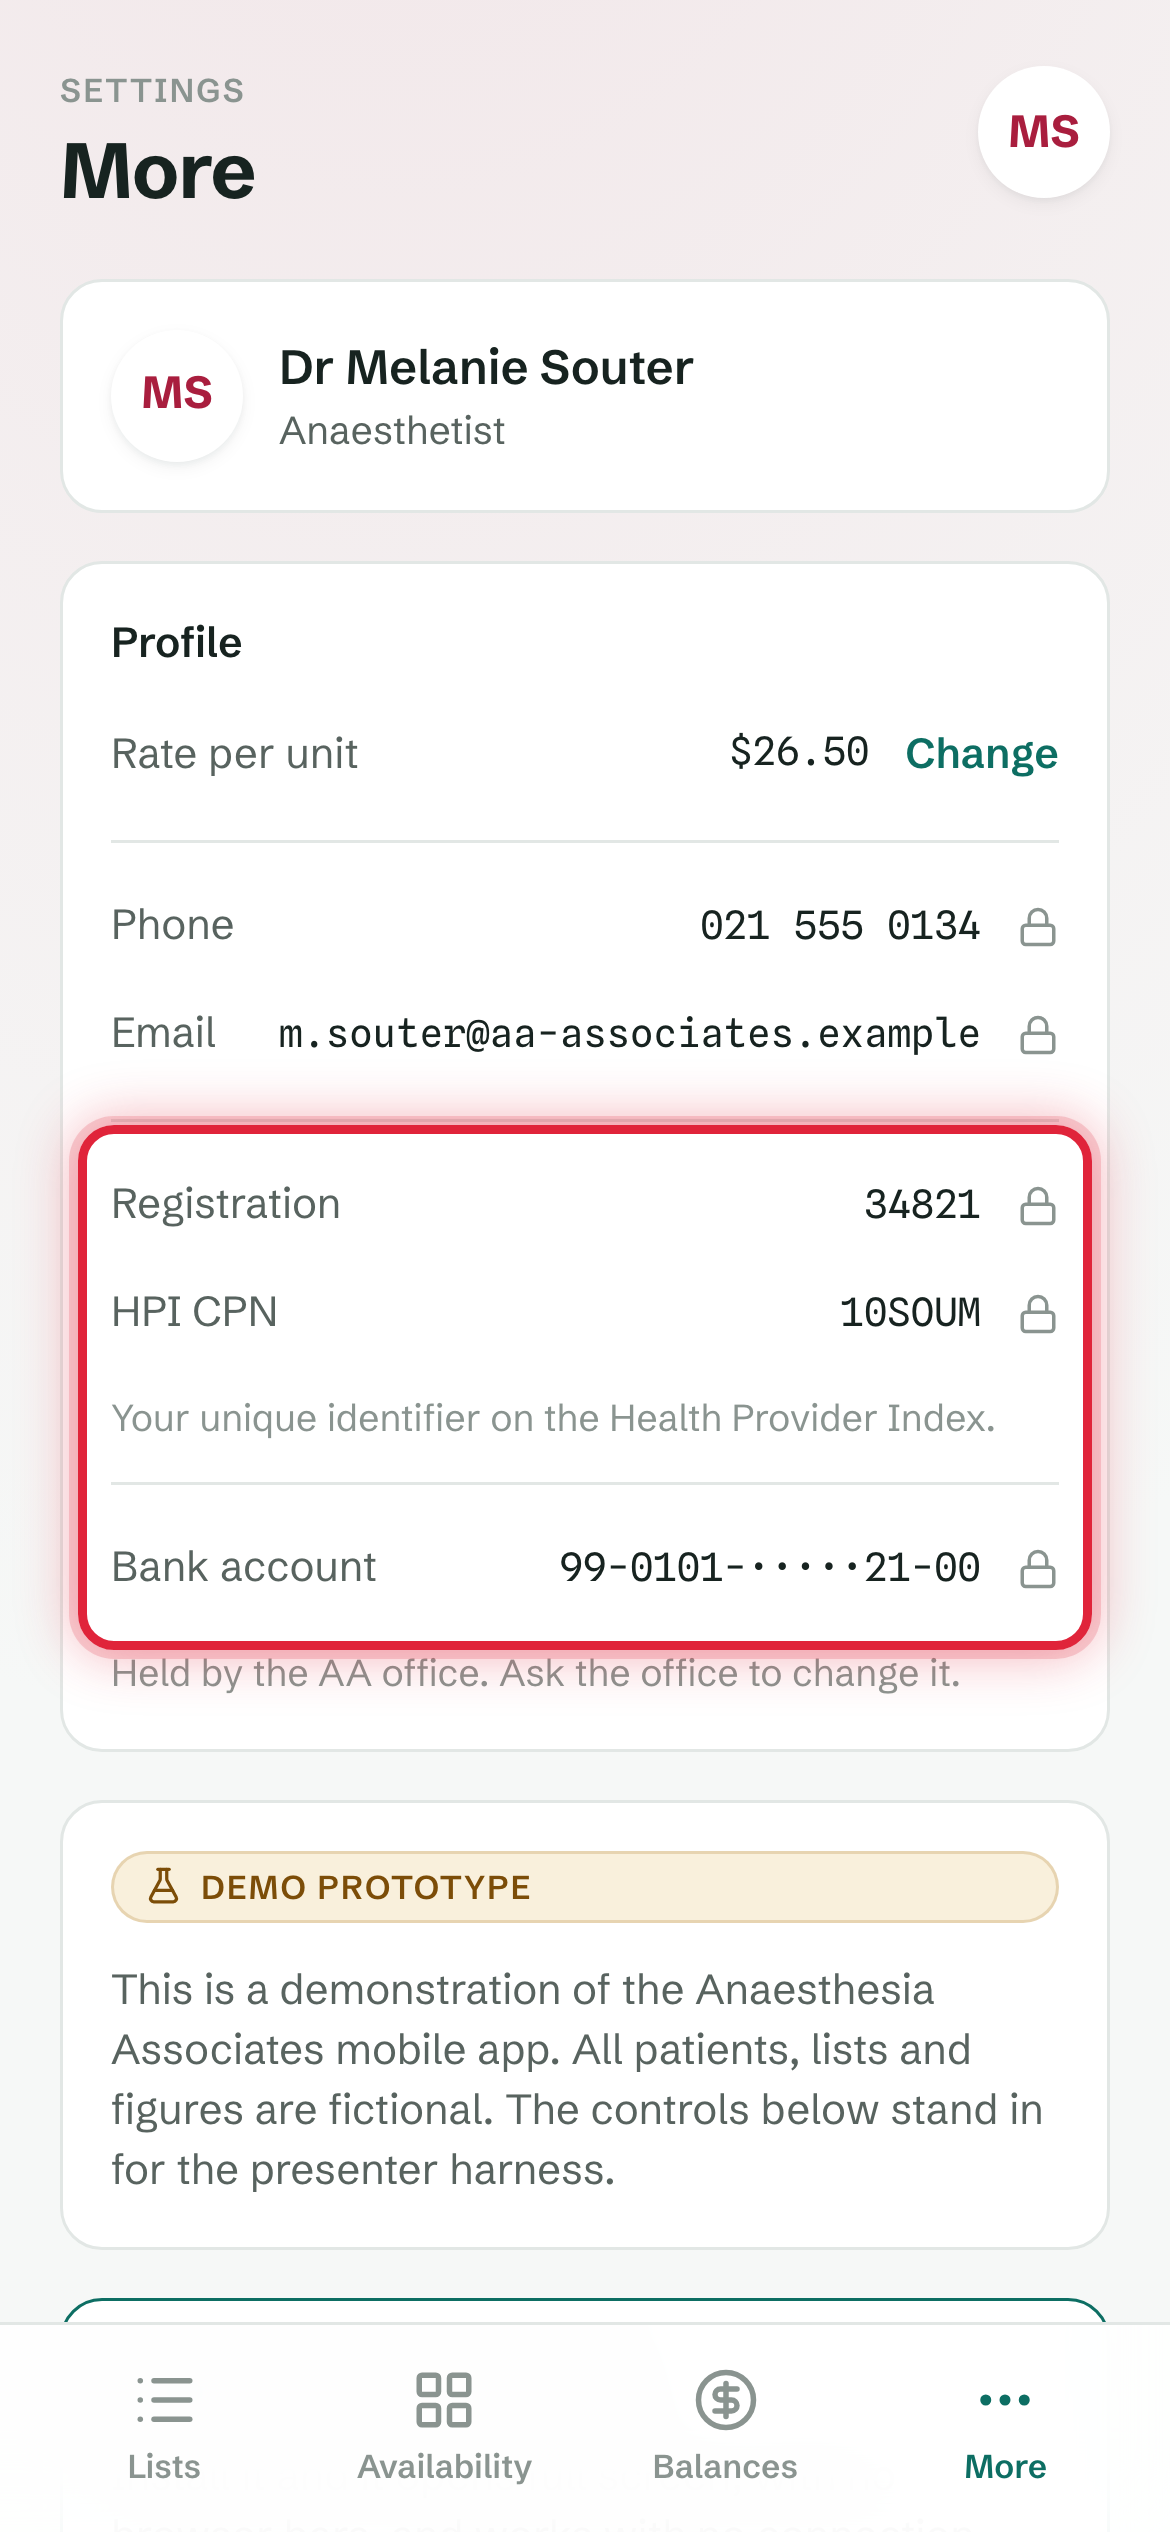 SETTINGS
More
MS
MS
Dr Melanie Souter
Anaesthetist
Profile
Rate per unit $26.50 Change
Phone 021 555 0134
Email m.souter@aa-associates.example
Registration 34821
HPI CPN 10SOUM
Your unique identifier on the Health Provider Index.
Bank account 99-0101-·····21-00
Held by the AA office. Ask the office to change it.
DEMO PROTOTYPE
This is a demonstration of the Anaesthesia
Associates mobile app. All patients, lists and
figures are fictional. The controls below stand in
for the presenter harness.
Lists Availability Balances More